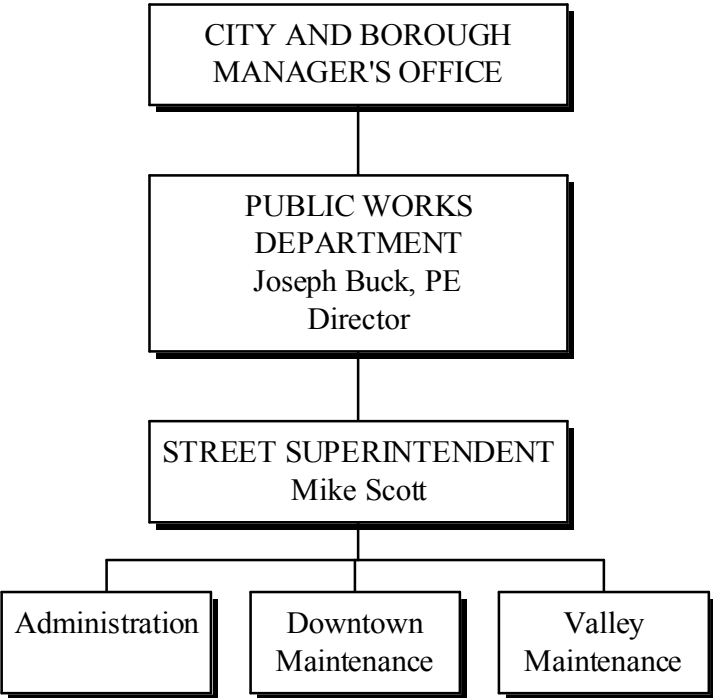 CITY AND BOROUGH
MANAGER'S OFFICE
PUBLIC WORKS
DEPARTMENT
Joseph Buck, PE
Director
STREET SUPERINTENDENT
Mike Scott
Administration
Downtown
Maintenance
Valley
Maintenance